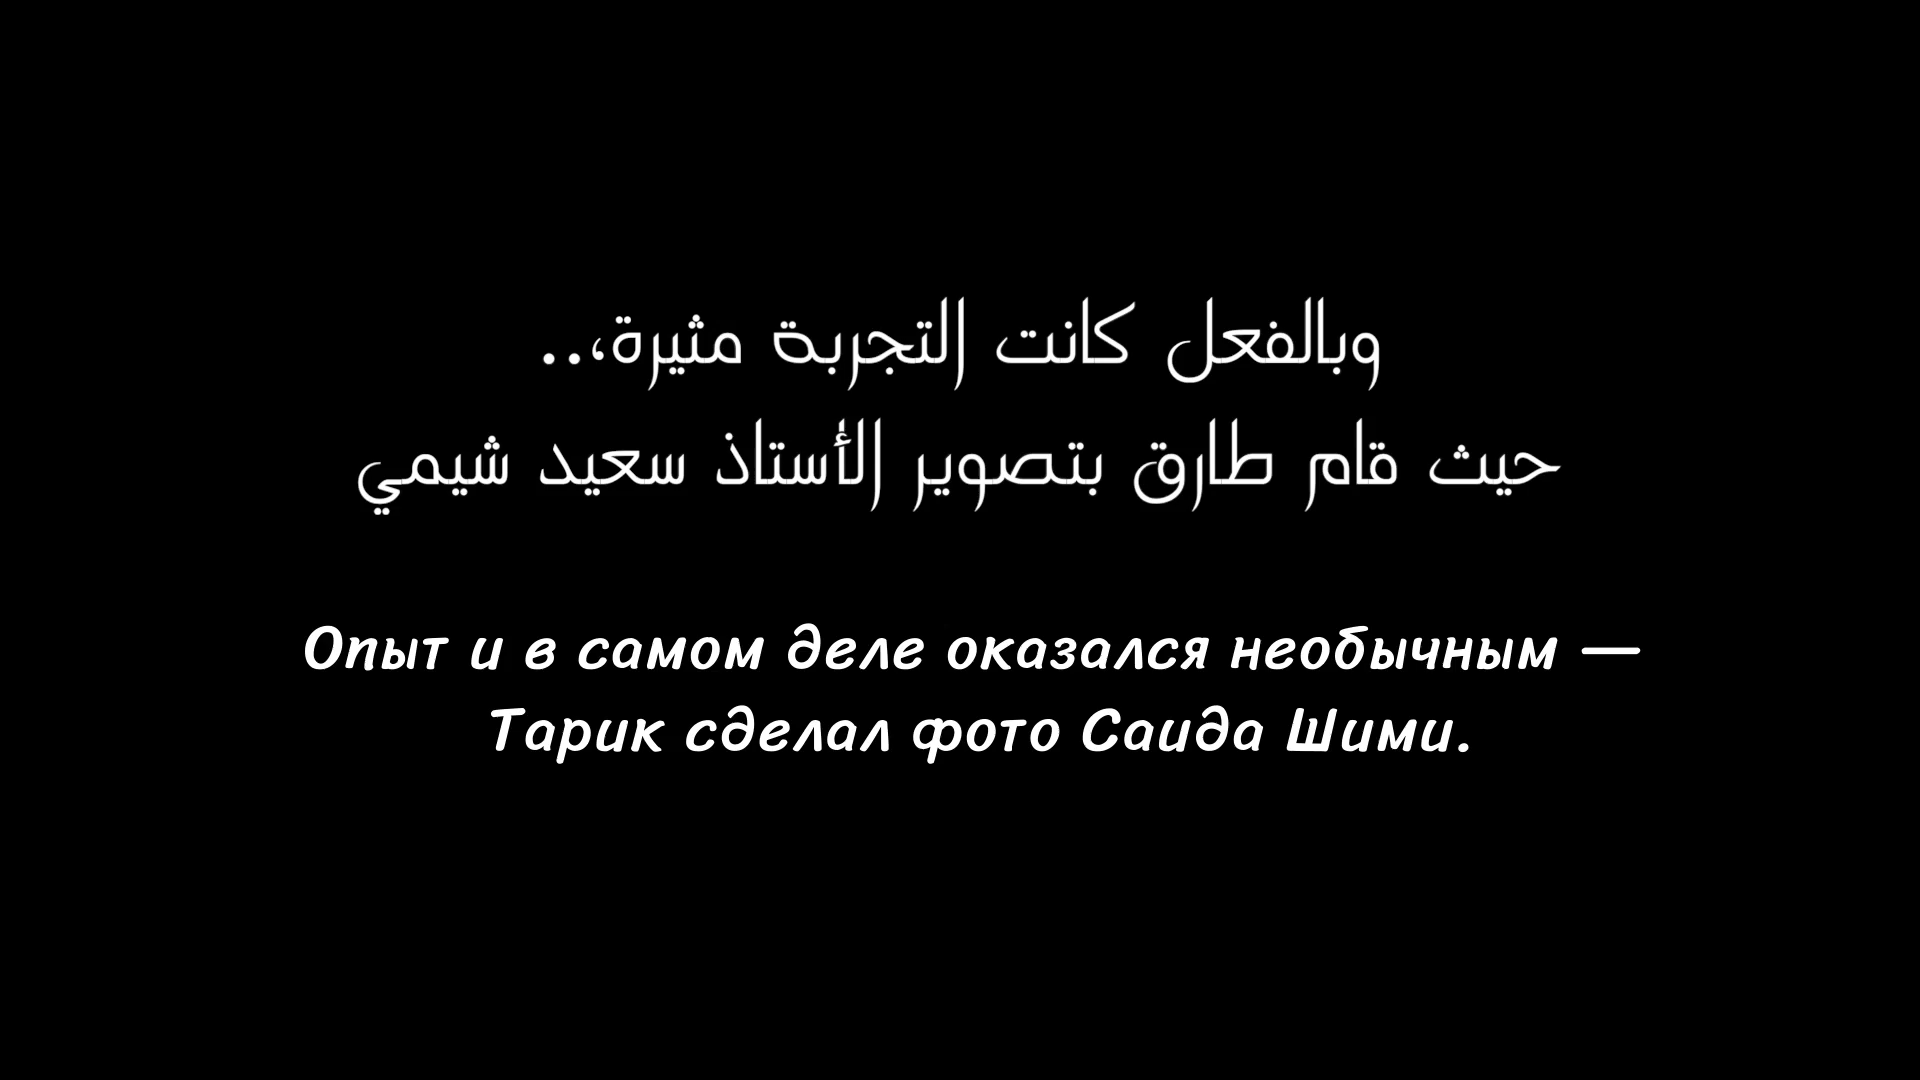 وبالفعل كانت التجربة مثيرة،..
حيث قام طارق بتصوير الأستاذ سعيد شيمي
Опыт и в самом деле оказался необычным —
Тарик сделал фото Саида Шими.